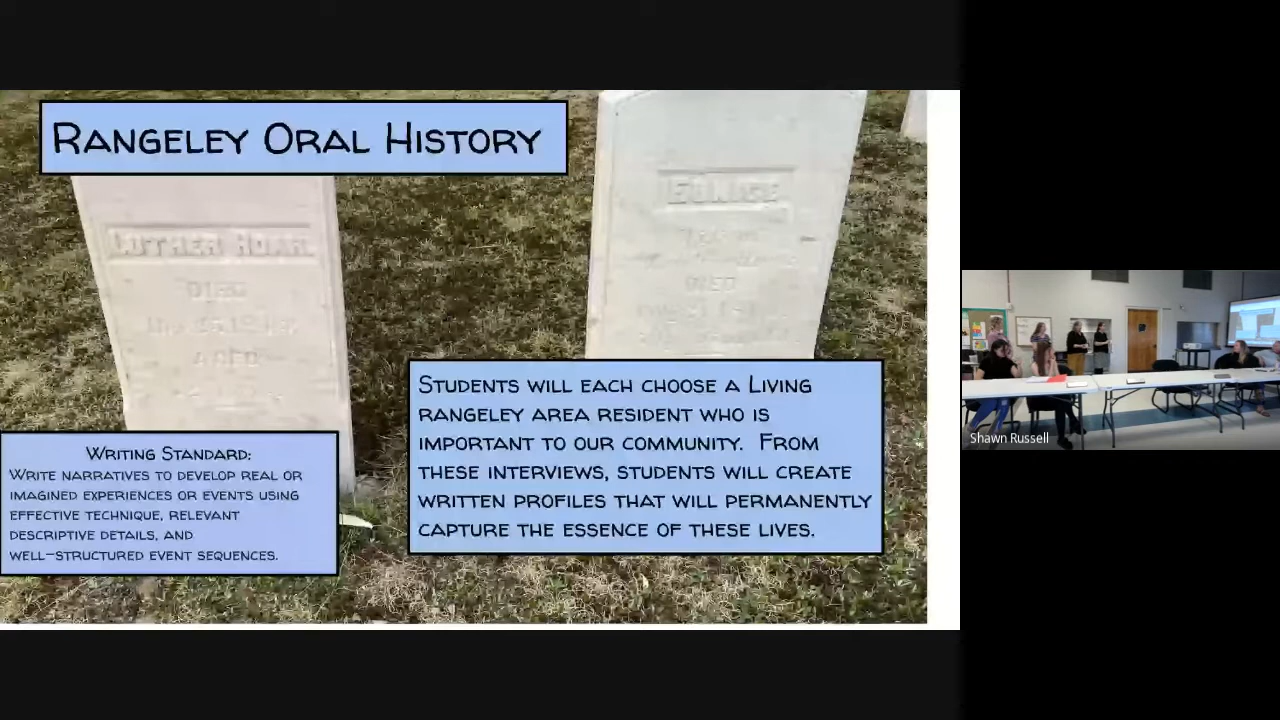 Rangeley Oral History
LUTHER HOAR
DIED
AGED
EUNICE
DIED
Students will each choose a Living
rangeley area resident who is
important to our community. From
these interviews, students will create
written profiles that will permanently
capture the essence of these lives.
Writing Standard:
Write narratives to develop real or
imagined experiences or events using
effective technique, relevant
descriptive details, and
well-structured event sequences.
Shawn Russell